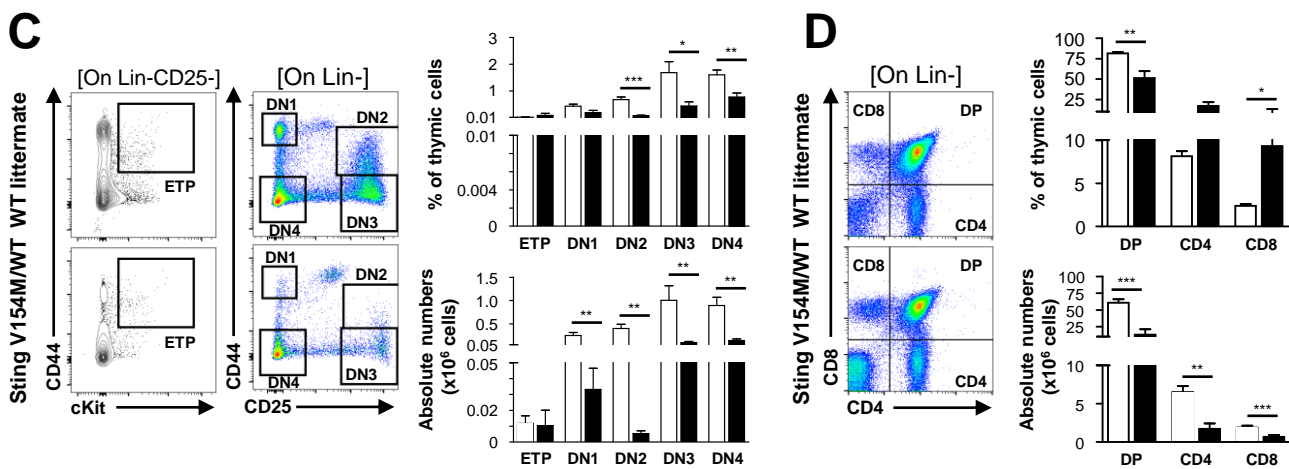 C
[On Lin-CD25-]
[On Lin-]
Sting V154M/WT WT littermate
CD44
ETP
ETP
cKit
CD44
DN1
DN2
DN4
DN3
DN1
DN2
DN4
DN3
CD25
% of thymic cells
3
2
1
0.01
0.01
0.004
0
*
***
**
ETP DN1 DN2 DN3 DN4
Absolute numbers
(x10⁶ cells)
1.5
1.0
0.5
0.05
0.05
0.02
0
**
**
**
**
ETP DN1 DN2 DN3 DN4
D
[On Lin-]
Sting V154M/WT WT littermate
CD8
CD8 DP
CD4
CD8 DP
CD4
CD4
% of thymic cells
100
75
50
25
10
5
0
**
*
DP CD4 CD8
Absolute numbers
(x10⁶ cells)
100
75
50
25
10
5
0
***
**
***
DP CD4 CD8